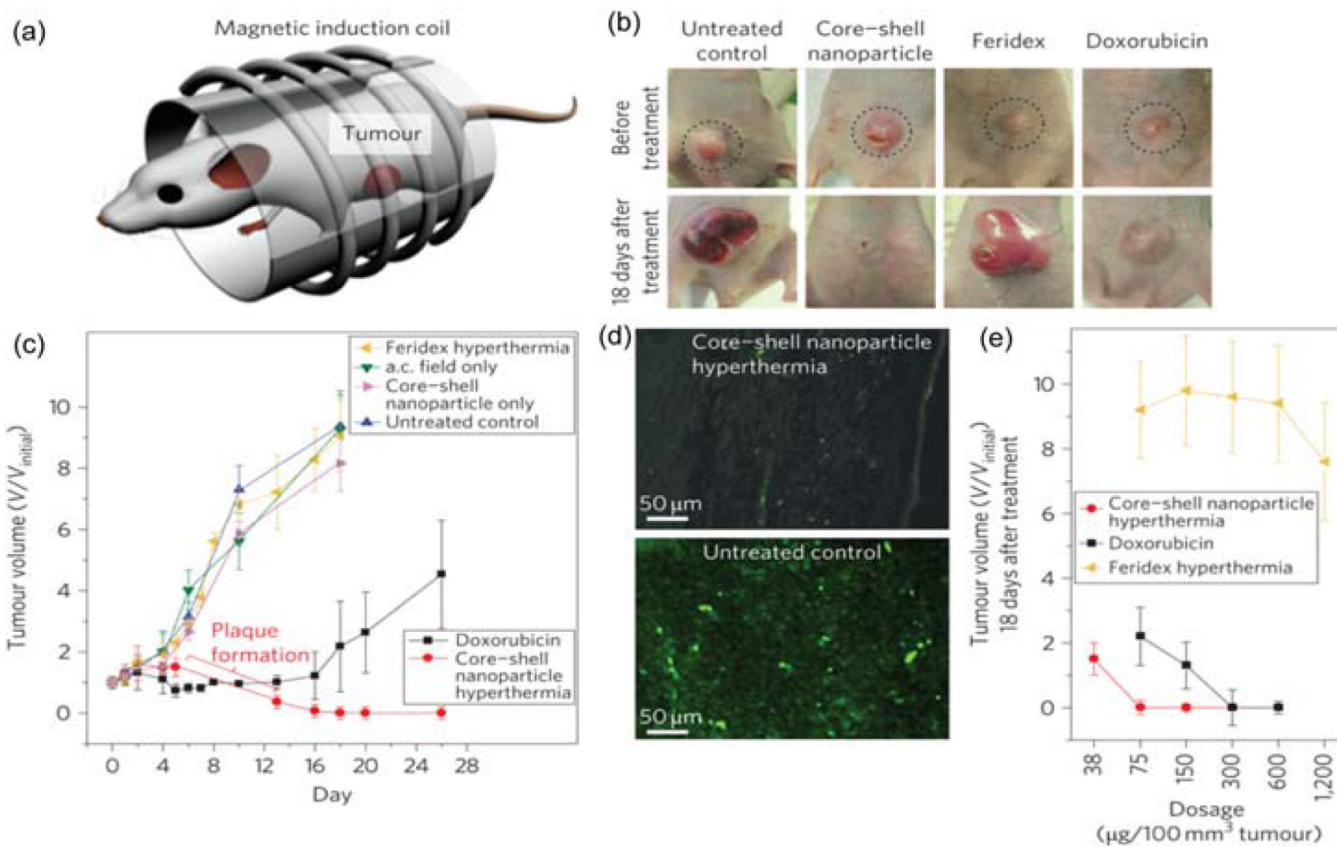 (a)
Magnetic induction coil
Tumour
(b)
Untreated
control
Core–shell
nanoparticle
Feridex
Doxorubicin
Before
treatment
18 days after
treatment
(c)
Tumour volume (V/Vinitial)
10
8
6
4
2
0
Feridex hyperthermia
a.c. field only
Core–shell
nanoparticle only
Untreated control
Plaque
formation
Doxorubicin
Core–shell
nanoparticle
hyperthermia
0 4 8 12 16 20 24 28
Day
(d)
Core–shell nanoparticle
hyperthermia
50 µm
Untreated control
50 µm
(e)
Tumour volume (V/Vinitial)
18 days after treatment
10
8
6
4
2
0
Core–shell nanoparticle
hyperthermia
Doxorubicin
Feridex hyperthermia
38 75 150 300 600 1,200
Dosage
(µg/100 mm3 tumour)